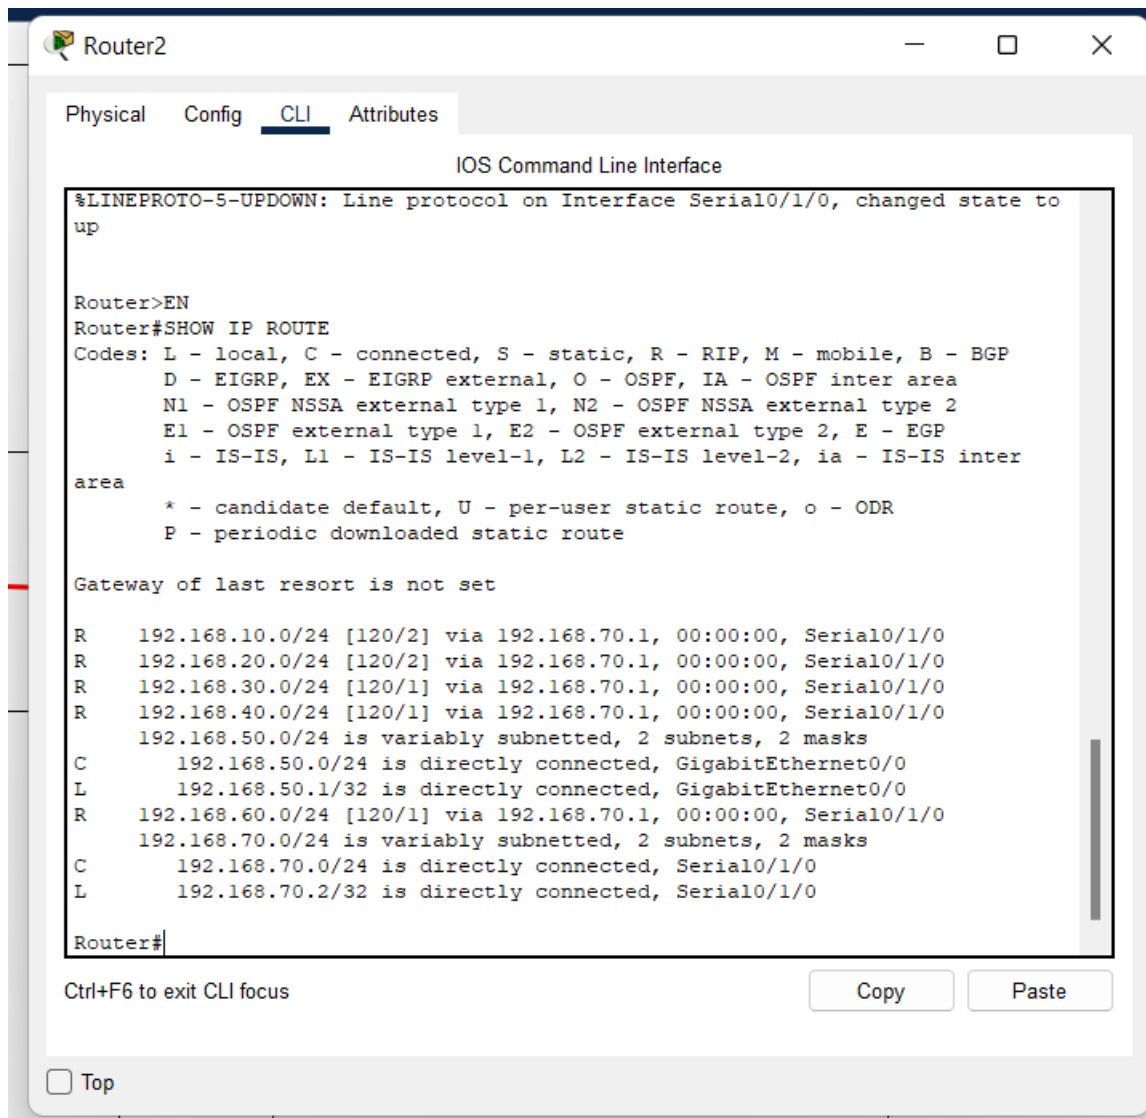 Router2
Physical Config CLI Attributes
IOS Command Line Interface
%LINEPROTO-5-UPDOWN: Line protocol on Interface Serial0/1/0, changed state to
up
Router>EN
Router#SHOW IP ROUTE
Codes: L - local, C - connected, S - static, R - RIP, M - mobile, B - BGP
D - EIGRP, EX - EIGRP external, O - OSPF, IA - OSPF inter area
N1 - OSPF NSSA external type 1, N2 - OSPF NSSA external type 2
E1 - OSPF external type 1, E2 - OSPF external type 2, E - EGP
i - IS-IS, L1 - IS-IS level-1, L2 - IS-IS level-2, ia - IS-IS inter
area
* - candidate default, U - per-user static route, o - ODR
P - periodic downloaded static route
Gateway of last resort is not set
R 192.168.10.0/24 [120/2] via 192.168.70.1, 00:00:00, Serial0/1/0
R 192.168.20.0/24 [120/2] via 192.168.70.1, 00:00:00, Serial0/1/0
R 192.168.30.0/24 [120/1] via 192.168.70.1, 00:00:00, Serial0/1/0
R 192.168.40.0/24 [120/1] via 192.168.70.1, 00:00:00, Serial0/1/0
192.168.50.0/24 is variably subnetted, 2 subnets, 2 masks
C 192.168.50.0/24 is directly connected, GigabitEthernet0/0
L 192.168.50.1/32 is directly connected, GigabitEthernet0/0
R 192.168.60.0/24 [120/1] via 192.168.70.1, 00:00:00, Serial0/1/0
192.168.70.0/24 is variably subnetted, 2 subnets, 2 masks
C 192.168.70.0/24 is directly connected, Serial0/1/0
L 192.168.70.2/32 is directly connected, Serial0/1/0
Router#
Ctrl+F6 to exit CLI focus
Copy Paste
Top